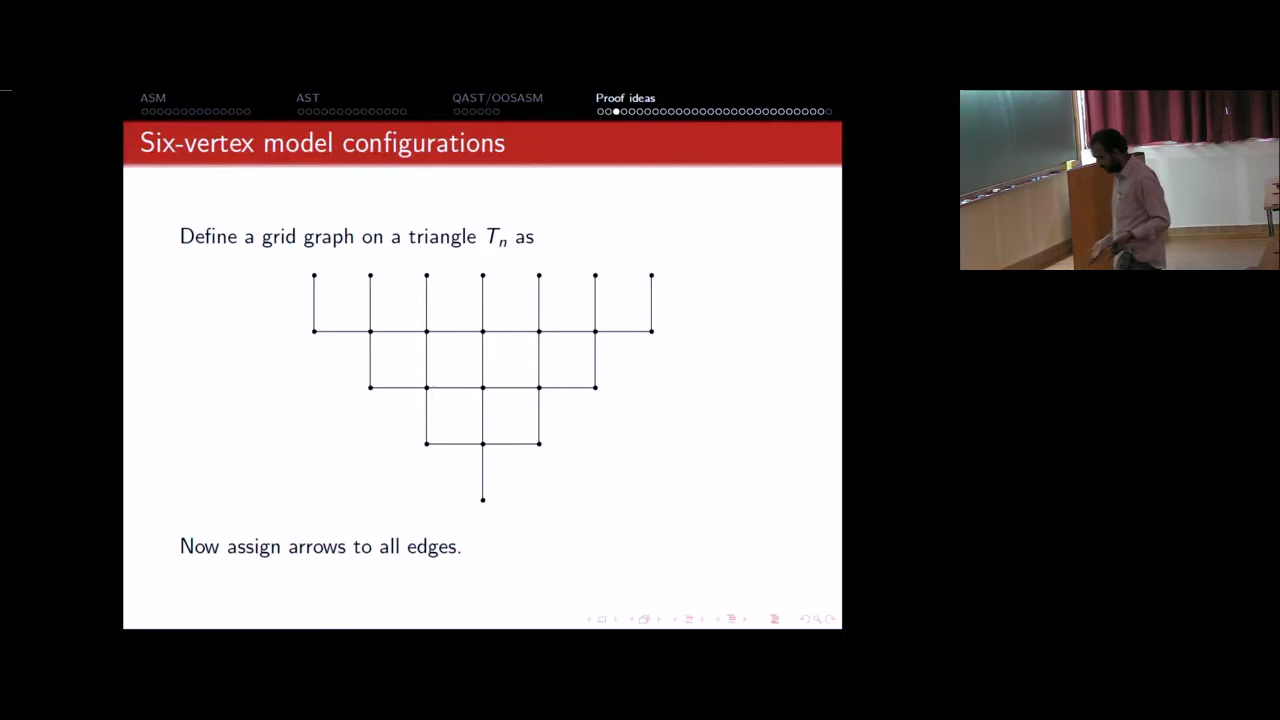 ASM AST QAST/OOSASM Proof ideas
Six-vertex model configurations
Define a grid graph on a triangle Tₙ as
Now assign arrows to all edges.